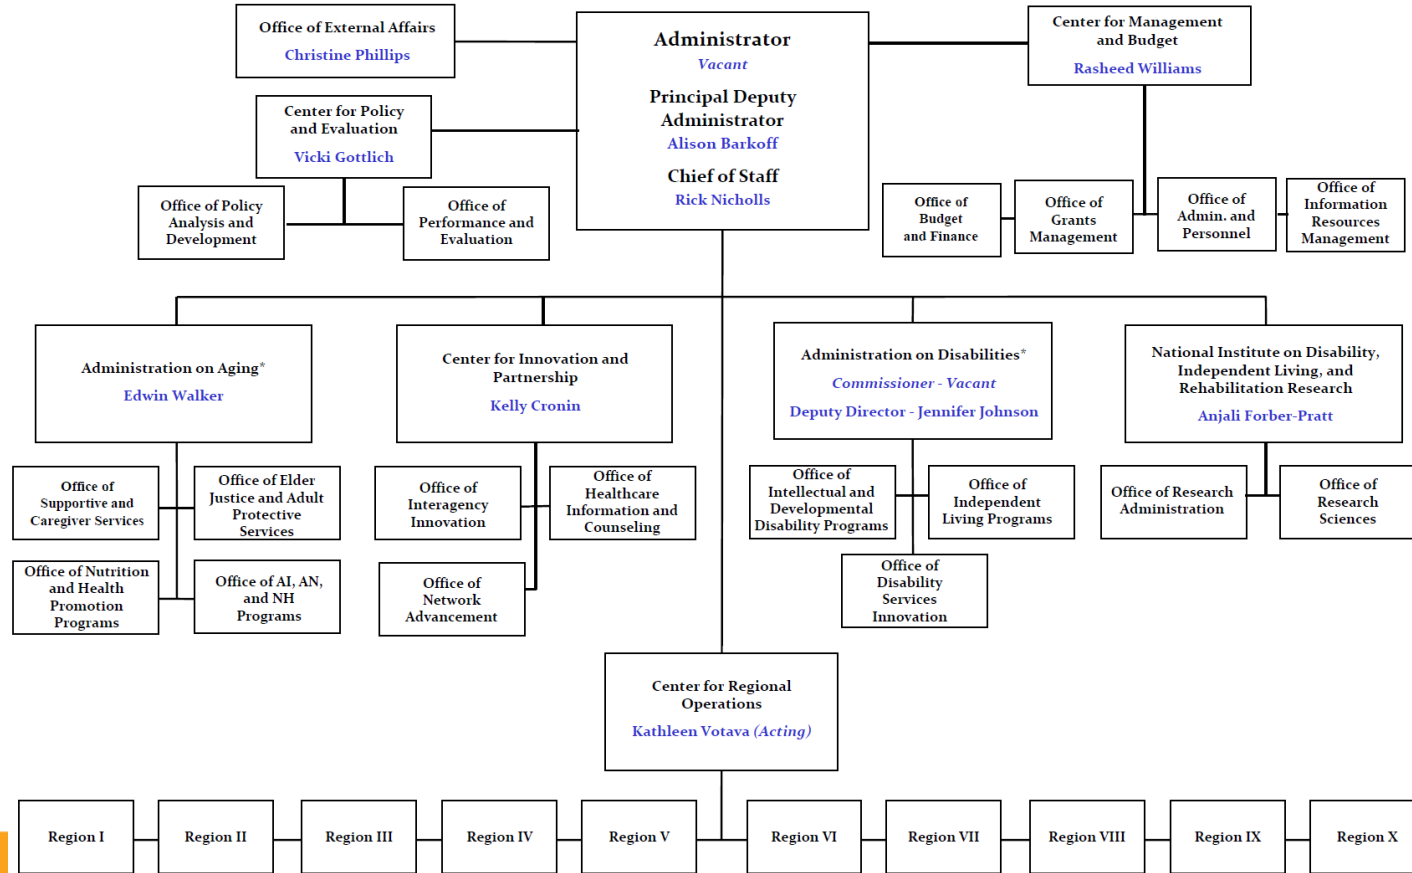 Office of External Affairs
Christine Phillips
Administrator
Vacant
Principal Deputy
Administrator
Alison Barkoff
Chief of Staff
Rick Nicholls
Center for Management
and Budget
Rasheed Williams
Center for Policy
and Evaluation
Vicki Gottlich
Office of Policy
Analysis and
Development
Office of
Performance and
Evaluation
Office of
Budget
and Finance
Office of
Grants
Management
Office of
Admin. and
Personnel
Office of
Information
Resources
Management
Administration on Aging*
Edwin Walker
Center for Innovation and
Partnership
Kelly Cronin
Administration on Disabilities*
Commissioner - Vacant
Deputy Director - Jennifer Johnson
National Institute on Disability,
Independent Living, and
Rehabilitation Research
Anjali Forber-Pratt
Office of
Supportive and
Caregiver Services
Office of Elder
Justice and Adult
Protective
Services
Office of Nutrition
and Health
Promotion
Programs
Office of AI, AN,
and NH
Programs
Office of
Interagency
Innovation
Office of
Healthcare
Information and
Counseling
Office of
Network
Advancement
Office of
Intellectual and
Developmental
Disability Programs
Office of
Independent
Living Programs
Office of
Disability
Services
Innovation
Office of Research
Administration
Office of
Research
Sciences
Center for Regional
Operations
Kathleen Votava (Acting)
Region I
Region II
Region III
Region IV
Region V
Region VI
Region VII
Region VIII
Region IX
Region X